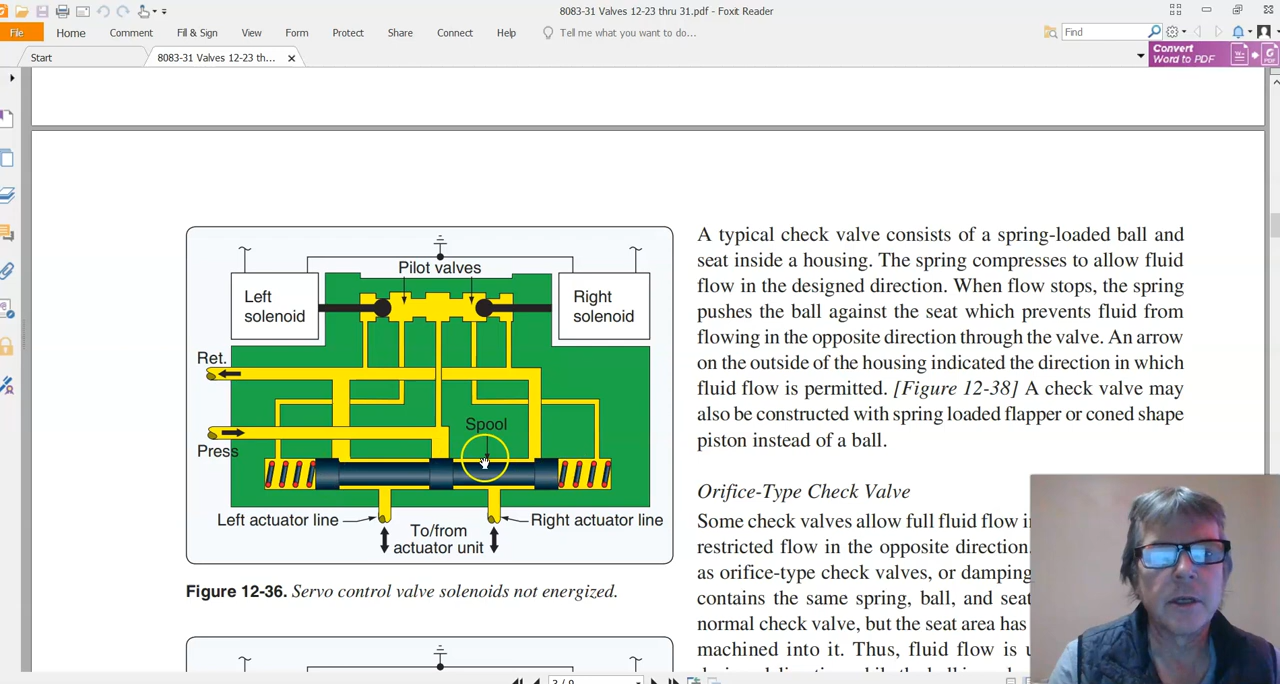 8083-31 Valves 12-23 thru 31.pdf - Foxit Reader
File Home Comment Fill & Sign View Form Protect Share Connect Help Tell me what you want to do... Find
Start 8083-31 Valves 12-23 th...
Convert
Word to PDF
Pilot valves
Left
solenoid
Right
solenoid
Ret.
Press
Spool
Left actuator line
To/from
actuator unit
Right actuator line
Figure 12-36. Servo control valve solenoids not energized.
A typical check valve consists of a spring-loaded ball and
seat inside a housing. The spring compresses to allow fluid
flow in the designed direction. When flow stops, the spring
pushes the ball against the seat which prevents fluid from
flowing in the opposite direction through the valve. An arrow
on the outside of the housing indicated the direction in which
fluid flow is permitted. [Figure 12-38] A check valve may
also be constructed with spring loaded flapper or coned shape
piston instead of a ball.
Orifice-Type Check Valve
Some check valves allow full fluid flow in
restricted flow in the opposite direction.
as orifice-type check valves, or damping
contains the same spring, ball, and seat
normal check valve, but the seat area has
machined into it. Thus, fluid flow is